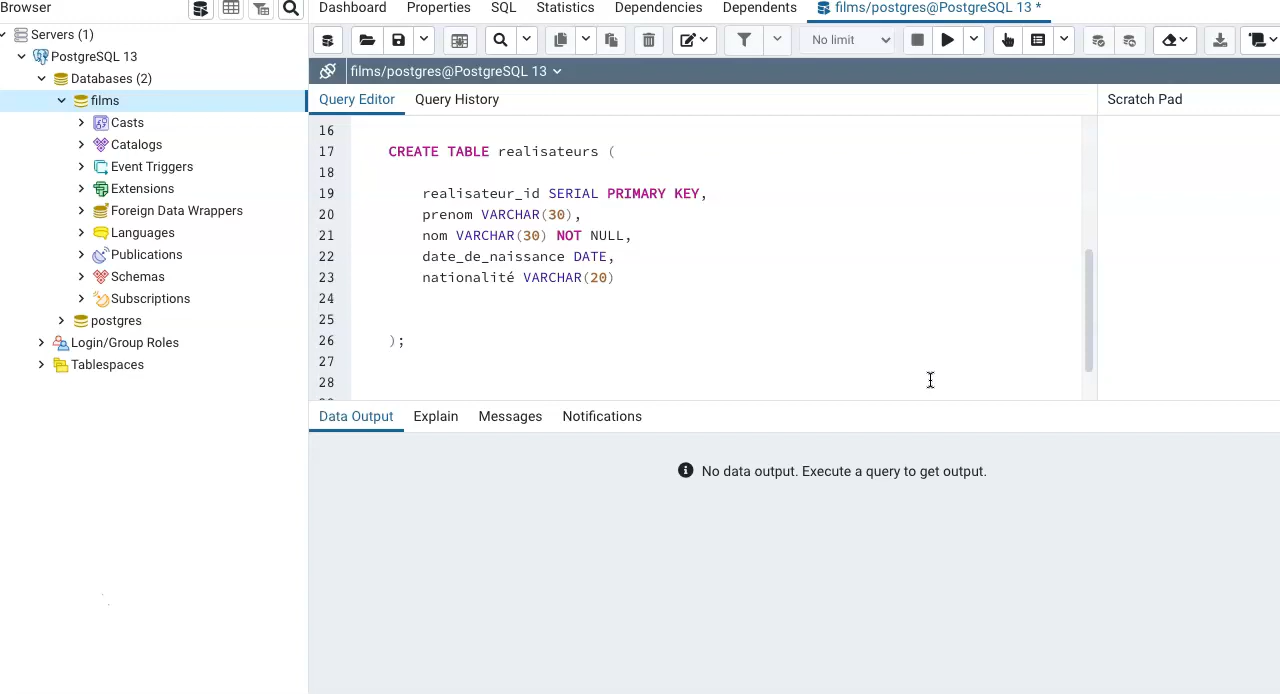 Browser
Dashboard Properties SQL Statistics Dependencies Dependents films/postgres@PostgreSQL 13 *
Servers (1)
PostgreSQL 13
Databases (2)
films
Casts
Catalogs
Event Triggers
Extensions
Foreign Data Wrappers
Languages
Publications
Schemas
Subscriptions
postgres
Login/Group Roles
Tablespaces
No limit
films/postgres@PostgreSQL 13
Query Editor Query History
Scratch Pad
16
17 CREATE TABLE realisateurs (
18
19 realisateur_id SERIAL PRIMARY KEY,
20 prenom VARCHAR(30),
21 nom VARCHAR(30) NOT NULL,
22 date_de_naissance DATE,
23 nationalité VARCHAR(20)
24
25
26 );
27
28
Data Output Explain Messages Notifications
No data output. Execute a query to get output.